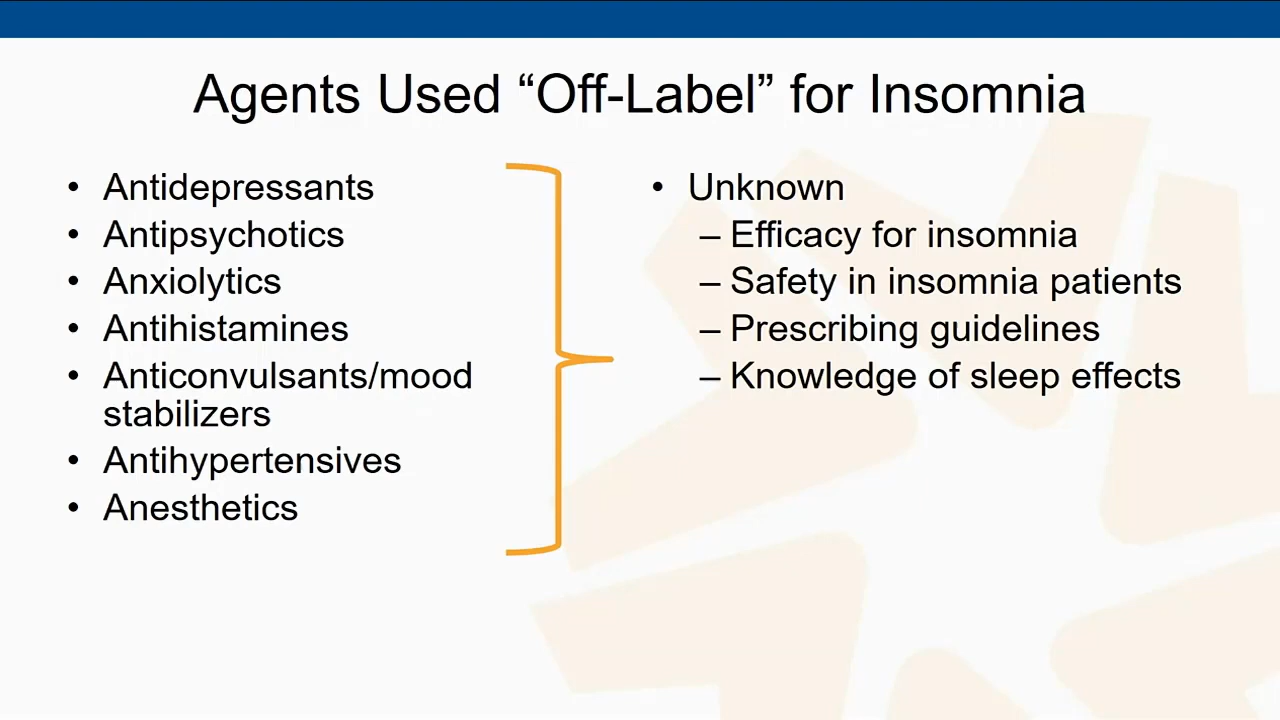 Agents Used “Off-Label” for Insomnia
• Antidepressants
• Antipsychotics
• Anxiolytics
• Antihistamines
• Anticonvulsants/mood
stabilizers
• Antihypertensives
• Anesthetics
• Unknown
– Efficacy for insomnia
– Safety in insomnia patients
– Prescribing guidelines
– Knowledge of sleep effects